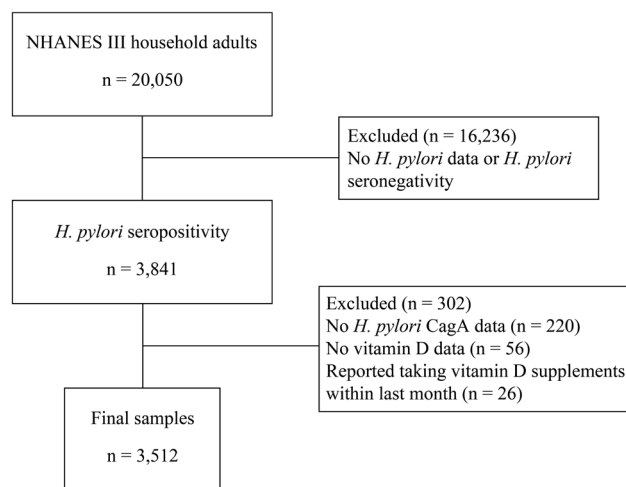 NHANES III household adults
n = 20,050
Excluded (n = 16,236)
No H. pylori data or H. pylori
seronegativity
H. pylori seropositivity
n = 3,841
Excluded (n = 302)
No H. pylori CagA data (n = 220)
No vitamin D data (n = 56)
Reported taking vitamin D supplements
within last month (n = 26)
Final samples
n = 3,512